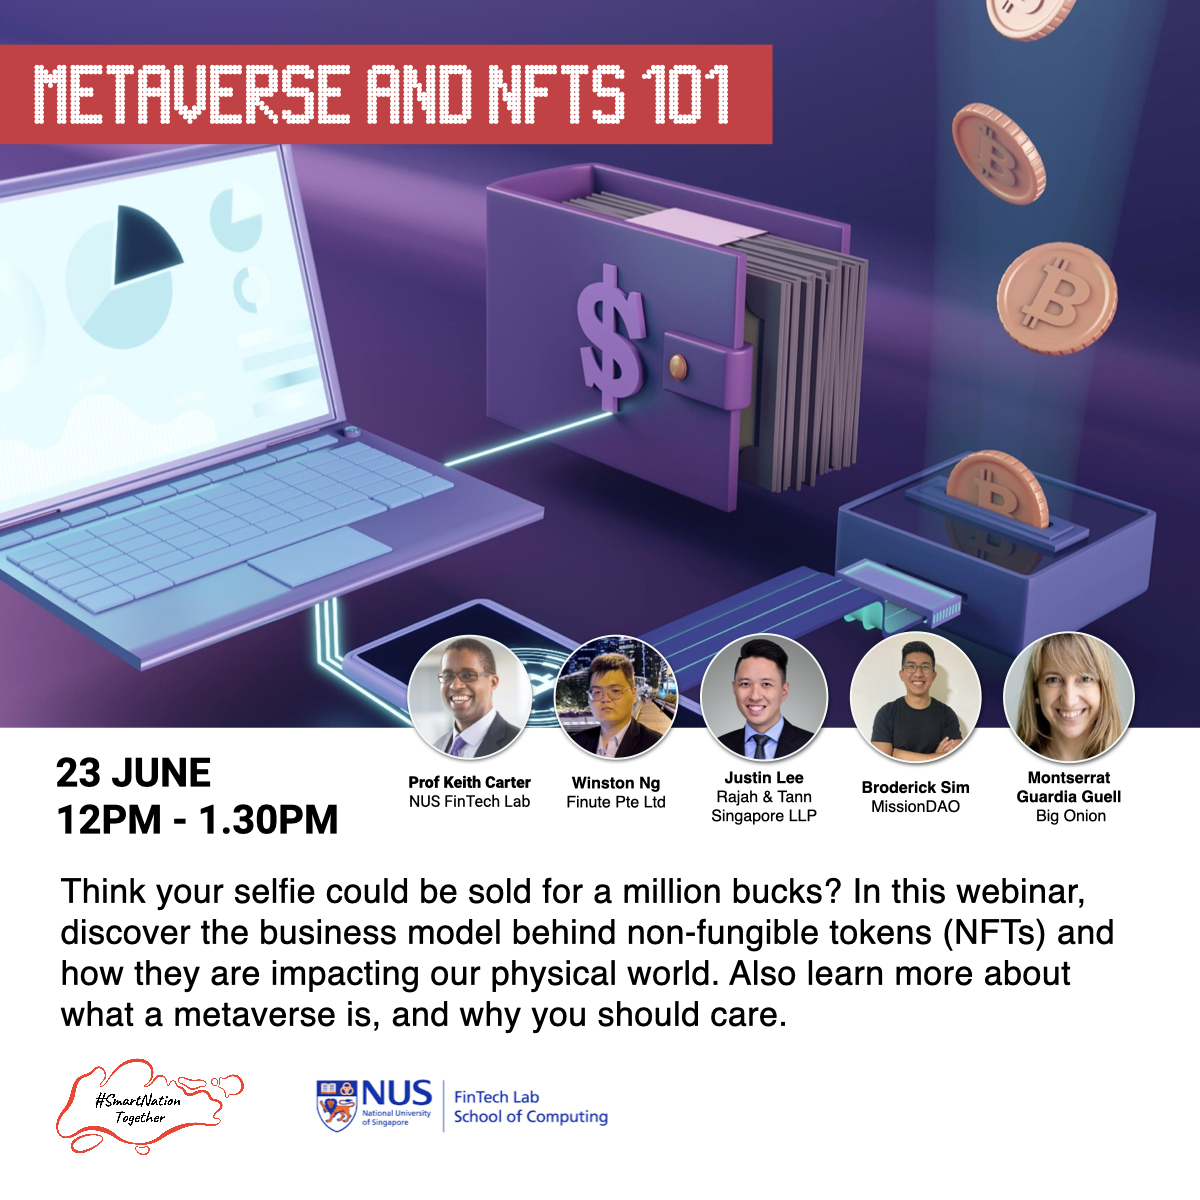 METAVERSE AND NFTS 101
23 JUNE
12PM - 1.30PM
Prof Keith Carter
NUS FinTech Lab
Winston Ng
Finute Pte Ltd
Justin Lee
Rajah & Tann
Singapore LLP
Broderick Sim
MissionDAO
Montserrat
Guardia Guell
Big Onion
Think your selfie could be sold for a million bucks? In this webinar,
discover the business model behind non-fungible tokens (NFTs) and
how they are impacting our physical world. Also learn more about
what a metaverse is, and why you should care.
#SmartNation
Together
NUS
National University
of Singapore
FinTech Lab
School of Computing